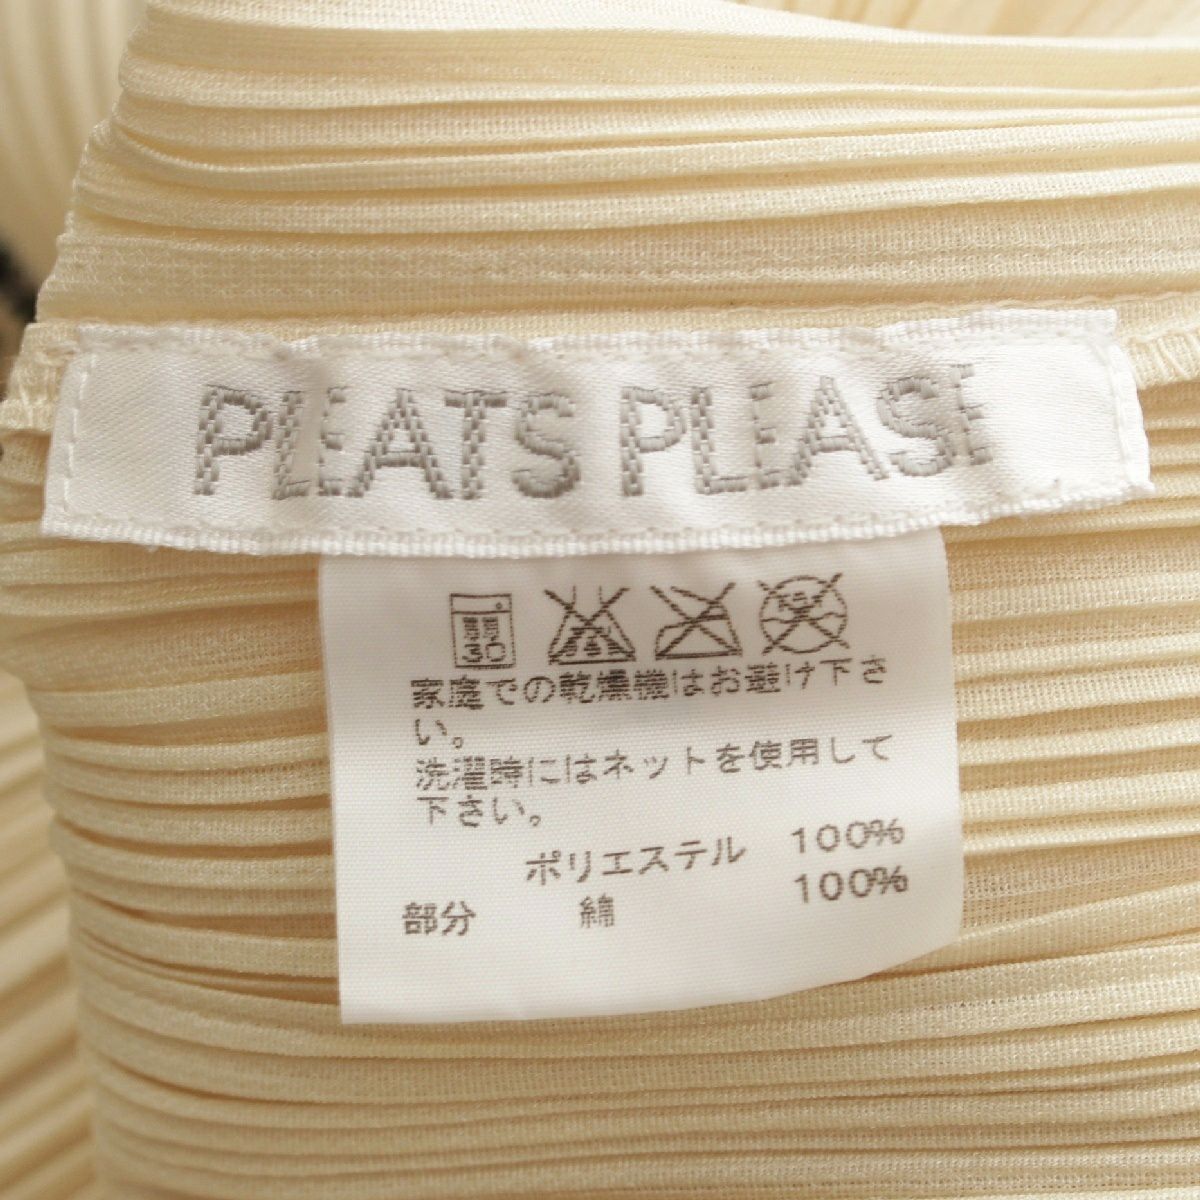 PLEATS PLEASE
弱
30
家庭での乾燥機はお避け下さ
い。
洗濯時にはネットを使用して
下さい。
ポリエステル 100%
部分 綿 100%